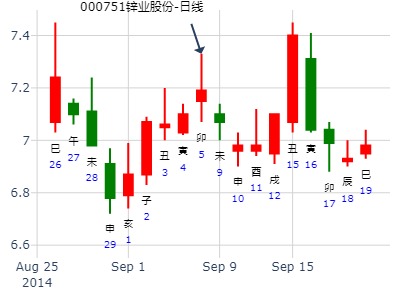 000751锌业股份-日线
7.4
7.2
7
6.8
6.6
巳
26
午
27
未
28
申
29
亥
1
子
2
丑
3
寅
4
卯
5
未
9
申
10
酉
11
戌
12
丑
15
寅
16
卯
17
辰
18
巳
19
Aug 25
2014
Sep 1
Sep 9
Sep 15